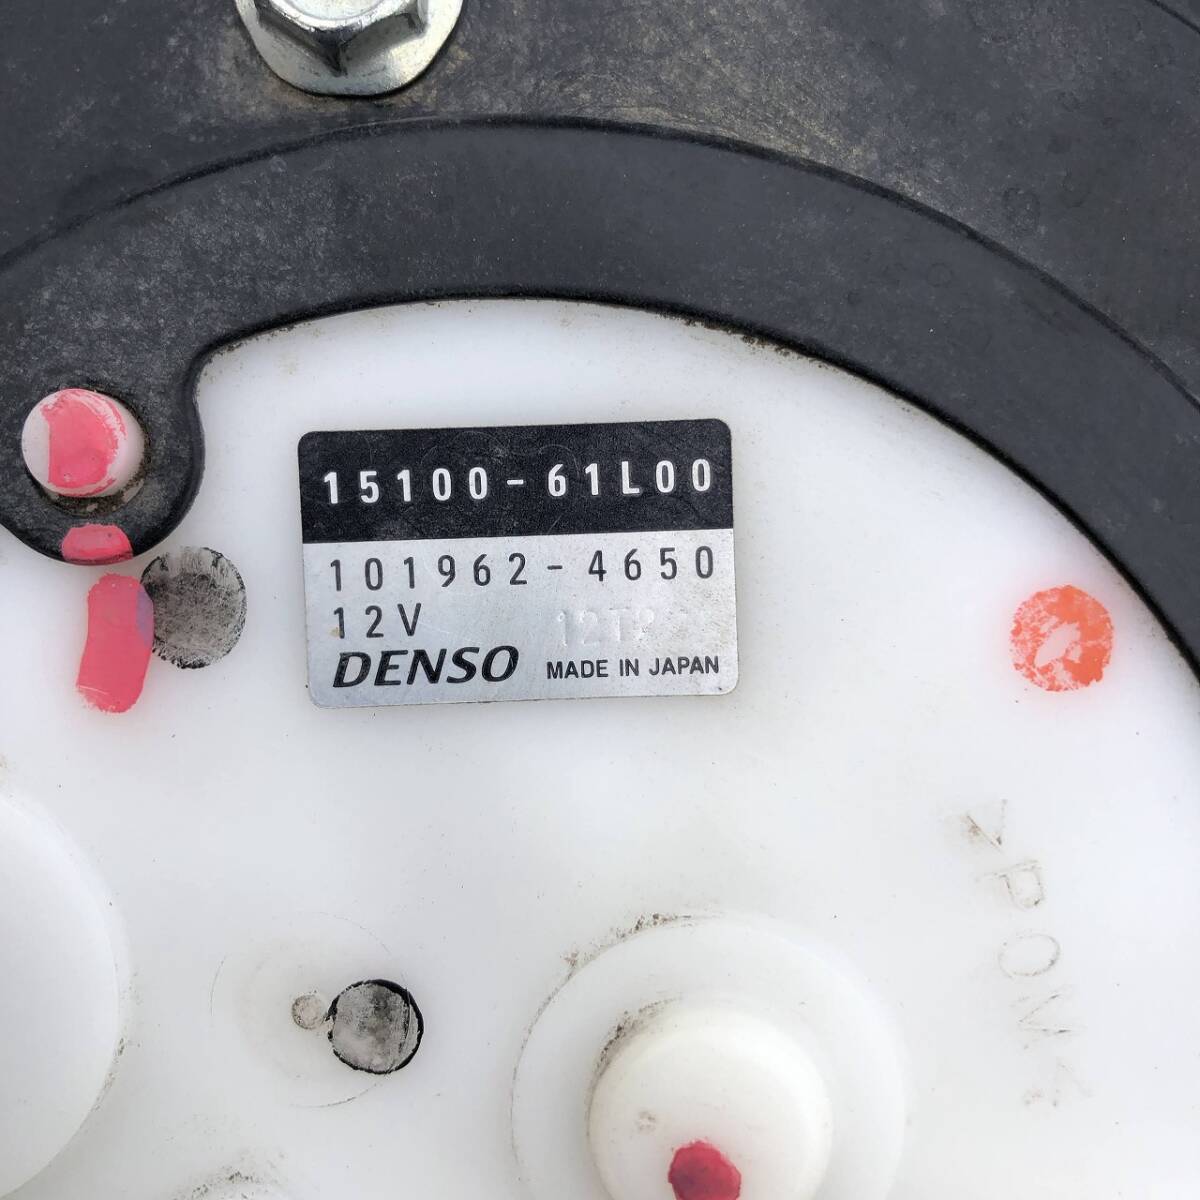 15100-61L00
101962-4650
12V
DENSO MADE IN JAPAN
>POM<